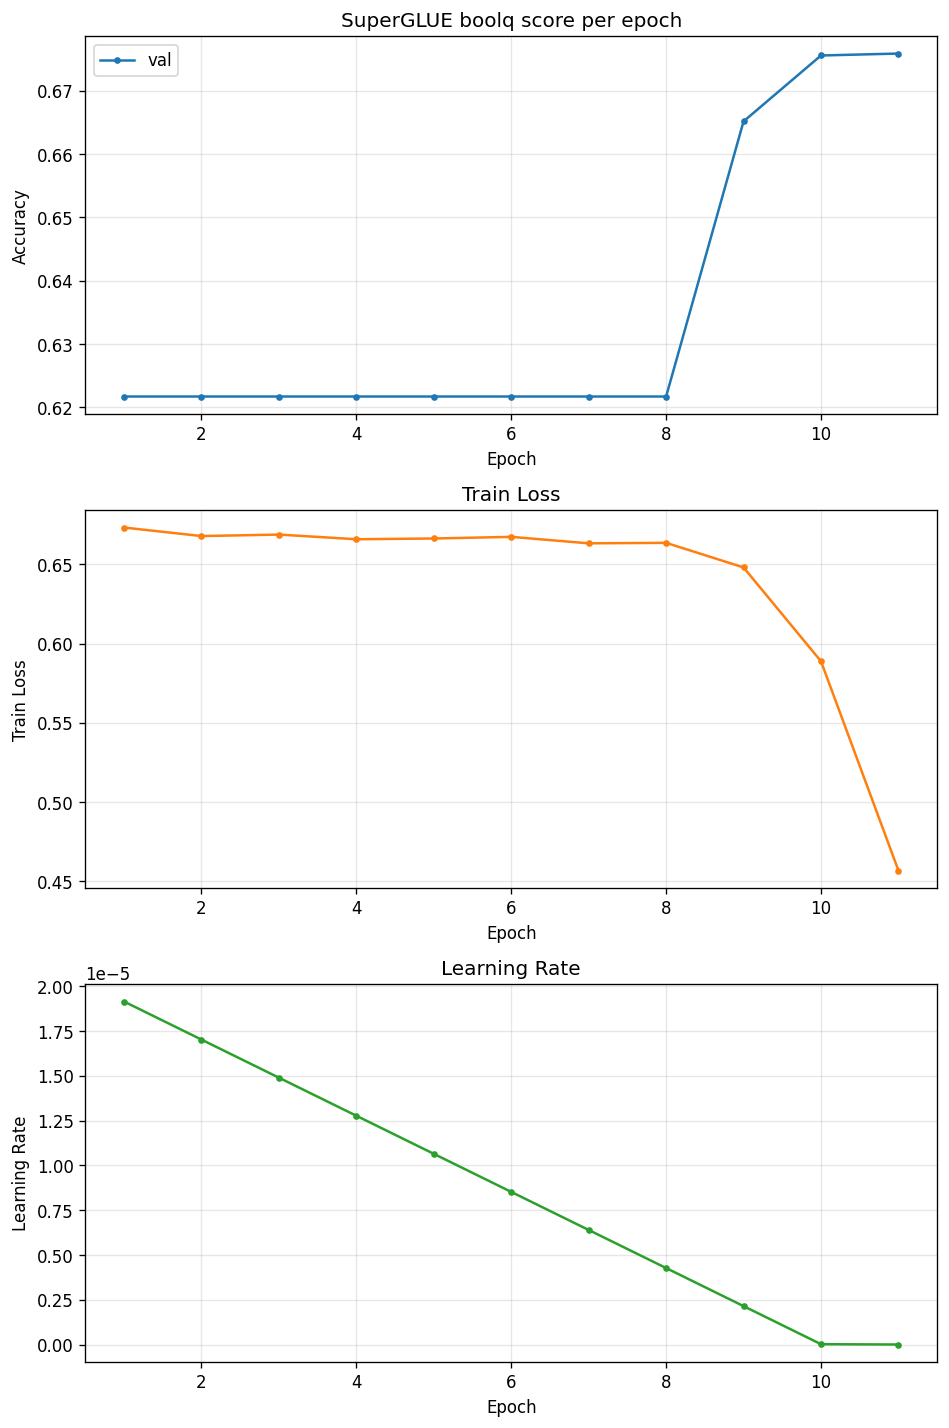 SuperGLUE boolq score per epoch
val
Accuracy
0.67
0.66
0.65
0.64
0.63
0.62
2 4 6 8 10
Epoch
Train Loss
Train Loss
0.65
0.60
0.55
0.50
0.45
2 4 6 8 10
Epoch
Learning Rate
1e−5
Learning Rate
2.00
1.75
1.50
1.25
1.00
0.75
0.50
0.25
0.00
2 4 6 8 10
Epoch